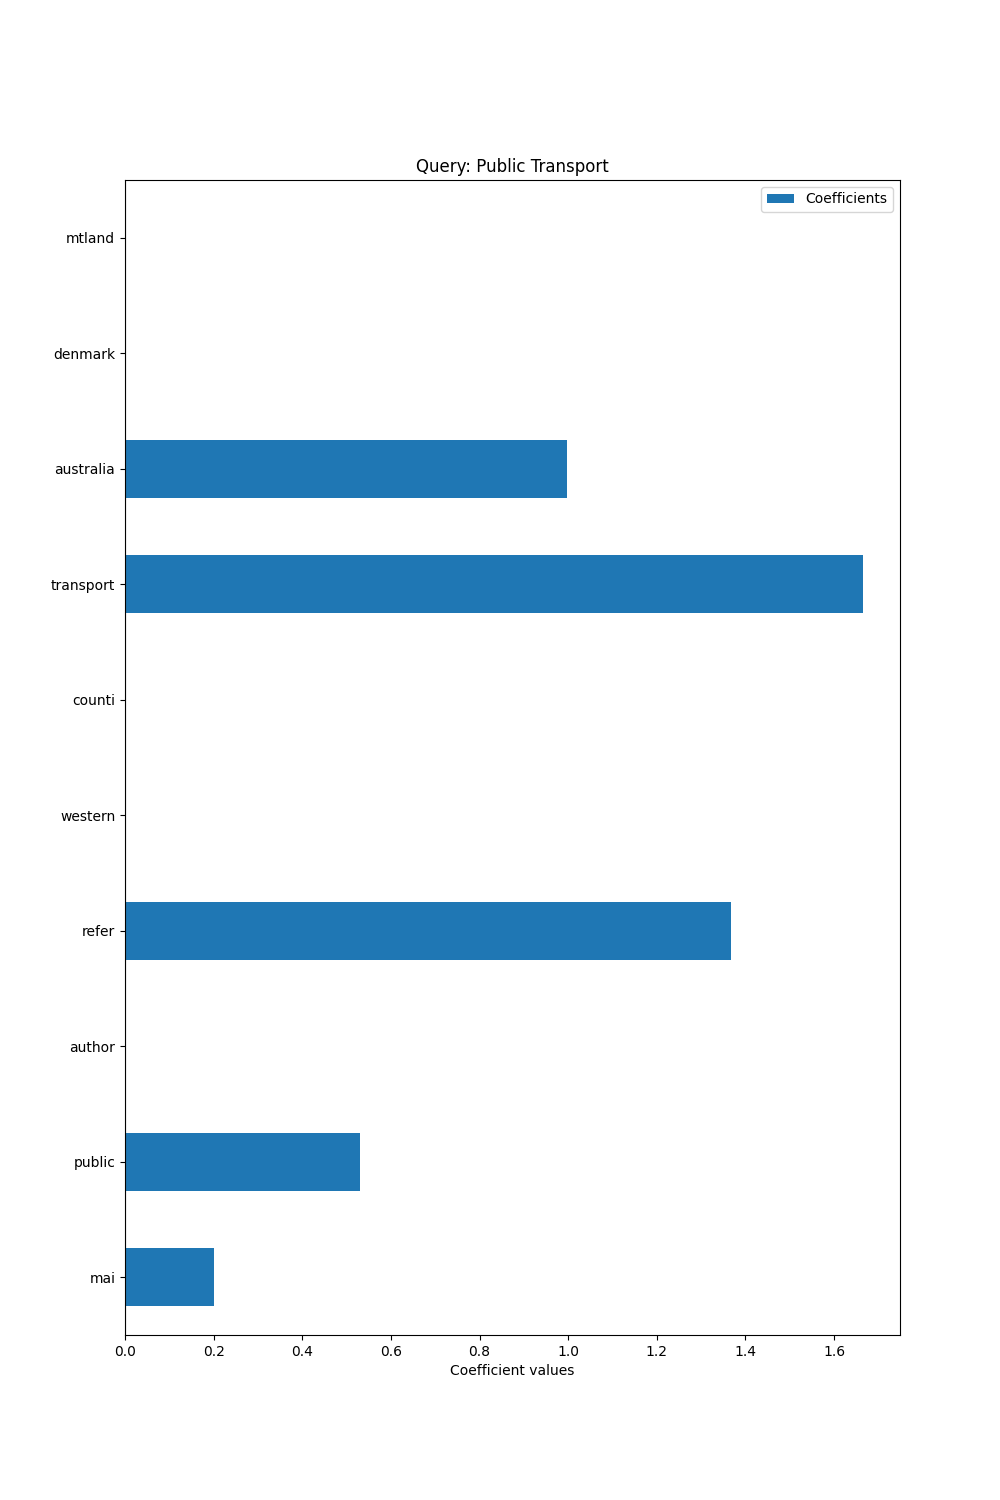 Query: Public Transport
Coefficients
mtland
denmark
australia
transport
counti
western
refer
author
public
mai
0.0 0.2 0.4 0.6 0.8 1.0 1.2 1.4 1.6
Coefficient values